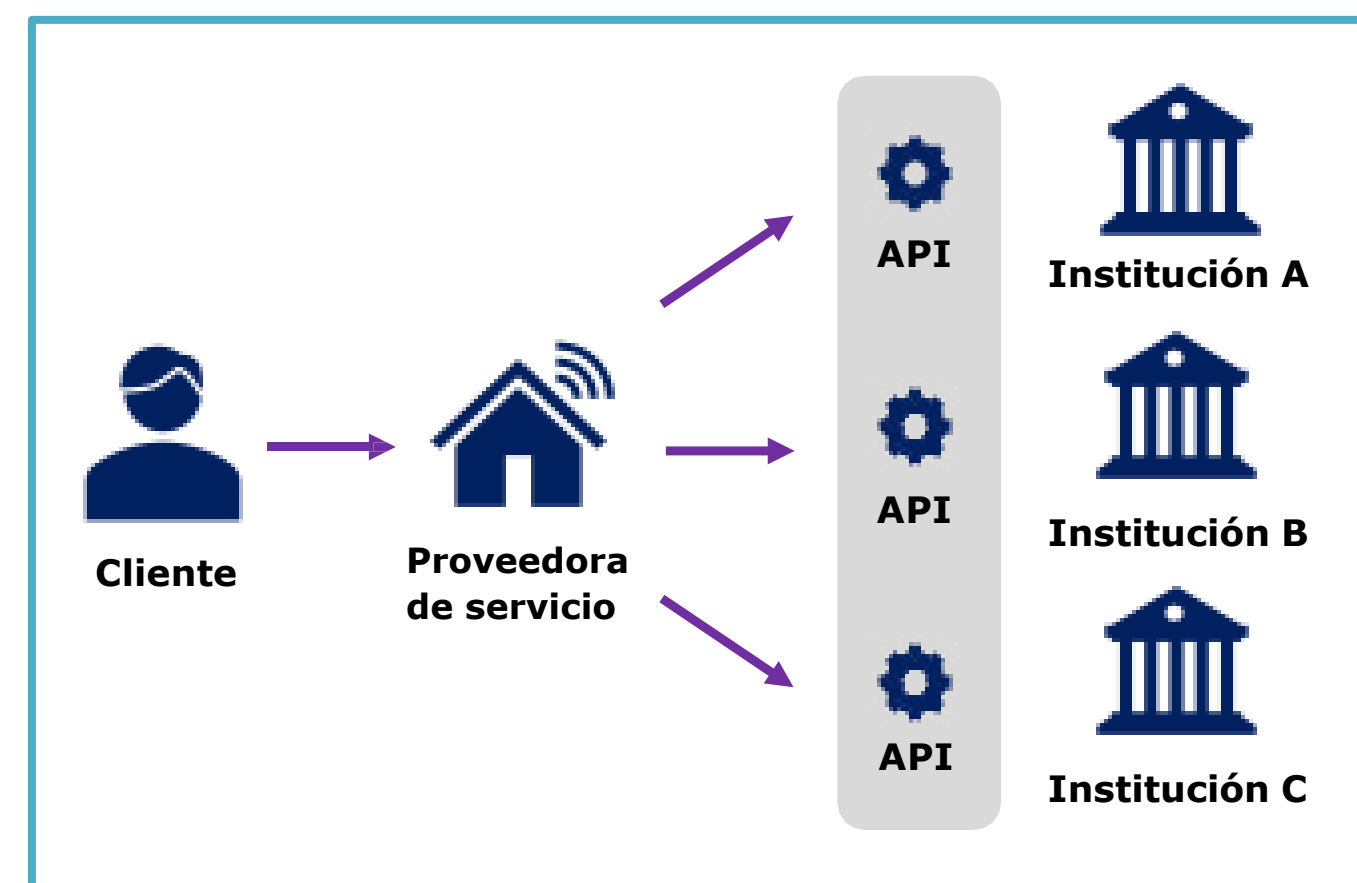 API
Institución A
API
Institución B
Cliente
Proveedora
de servicio
API
Institución C